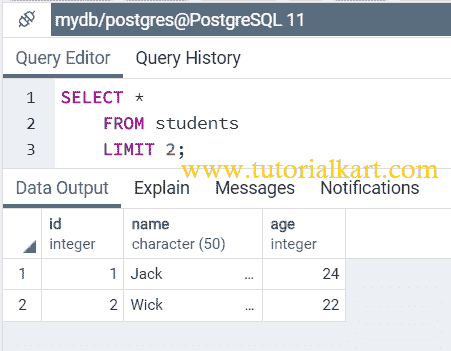 mydb/postgres@PostgreSQL 11
Query Editor Query History
1 SELECT *
2 FROM students
3 LIMIT 2;
www.tutorialkart.com
Data Output Explain Messages Notifications
id name age
integer character (50) integer
1 1 Jack ... 24
2 2 Wick ... 22